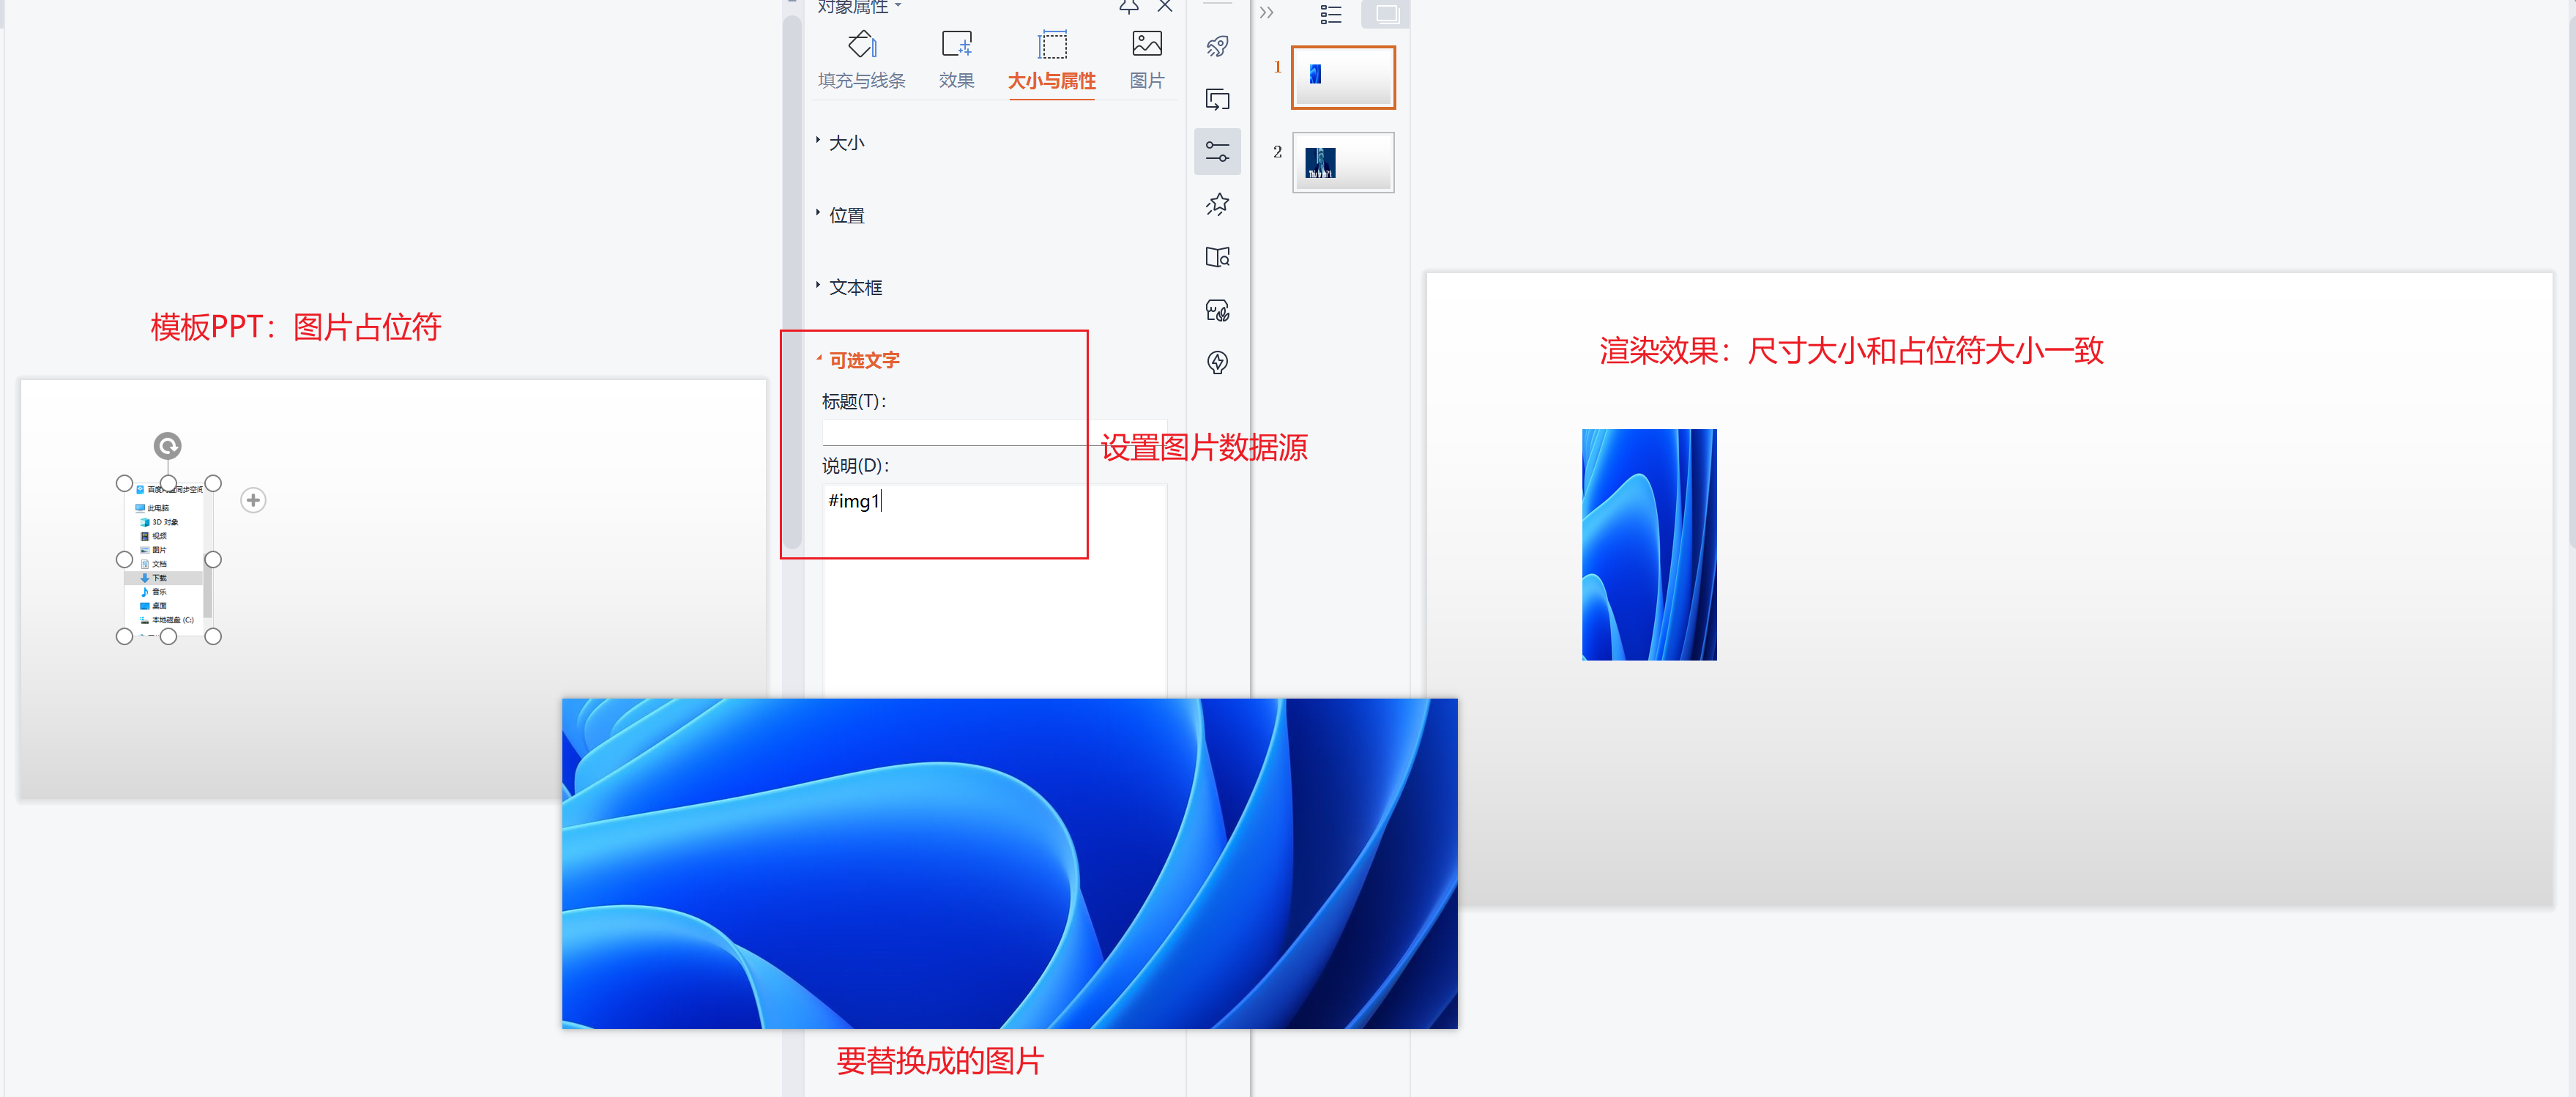 对象属性
填充与线条
效果
大小与属性
图片
大小
位置
文本框
可选文字
标题(T)：
说明(D)：
#img1
设置图片数据源
模板PPT：图片占位符
此电脑
3D 对象
视频
图片
文档
下载
音乐
桌面
本地磁盘 (C:)
1
2
渲染效果：尺寸大小和占位符大小一致
要替换成的图片